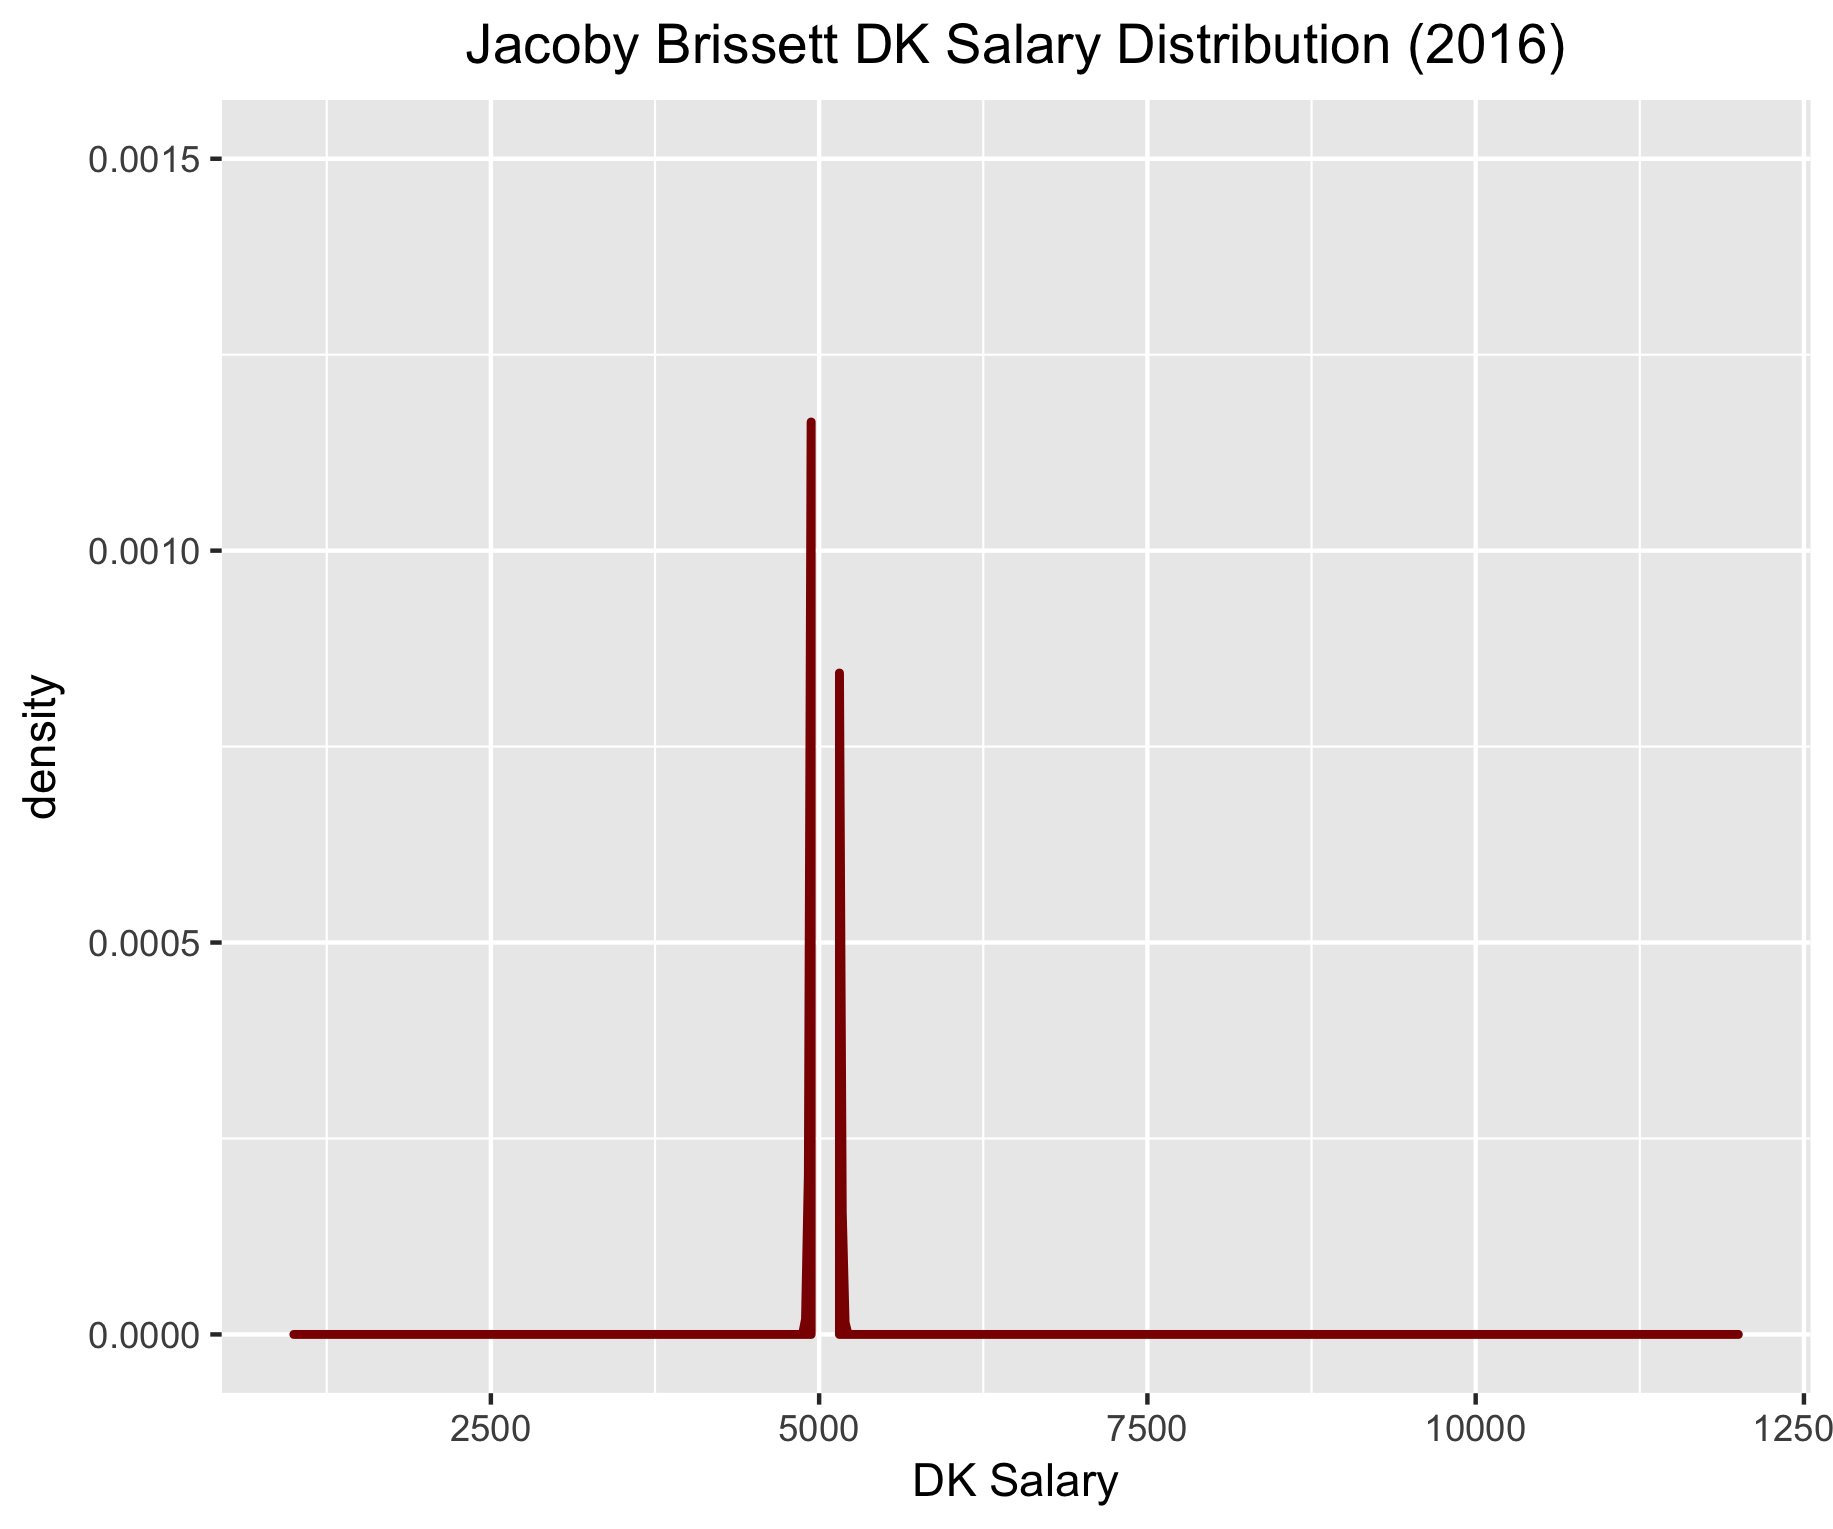 Jacoby Brissett DK Salary Distribution (2016)
0.0015
0.0010
0.0005
0.0000
density
2500 5000 7500 10000 1250
DK Salary